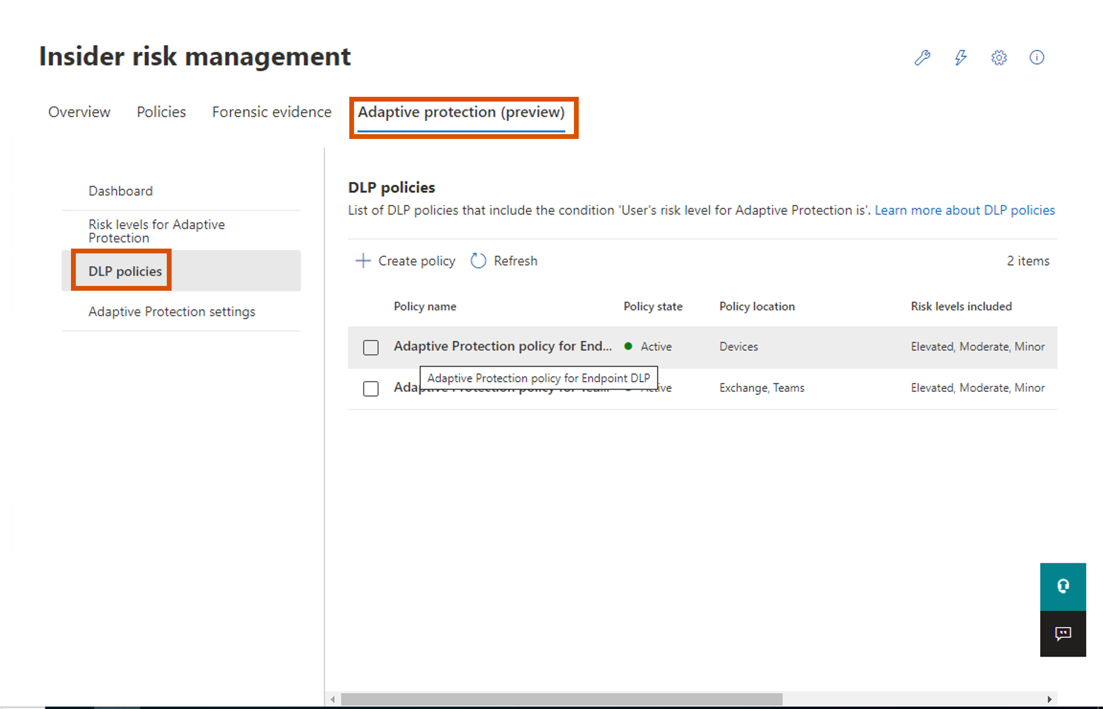 Insider risk management
Overview Policies Forensic evidence Adaptive protection (preview)
Dashboard
Risk levels for Adaptive
Protection
DLP policies
Adaptive Protection settings
DLP policies
List of DLP policies that include the condition 'User's risk level for Adaptive Protection is'. Learn more about DLP policies
Create policy Refresh 2 items
Policy name Policy state Policy location Risk levels included
Adaptive Protection policy for End... Active Devices Elevated, Moderate, Minor
Adaptive Protection policy for Endpoint DLP
Exchange, Teams Elevated, Moderate, Minor